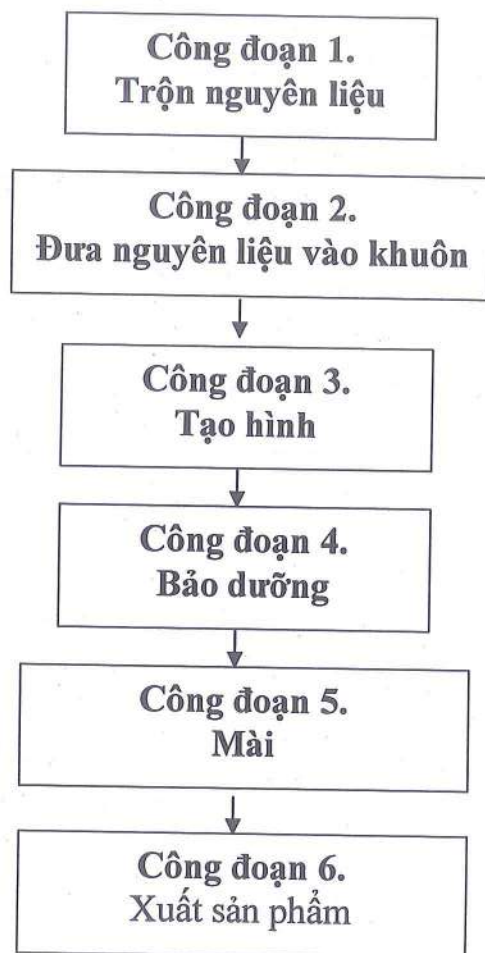 Công đoạn 1.
Trộn nguyên liệu
Công đoạn 2.
Đưa nguyên liệu vào khuôn
Công đoạn 3.
Tạo hình
Công đoạn 4.
Bảo dưỡng
Công đoạn 5.
Mài
Công đoạn 6.
Xuất sản phẩm